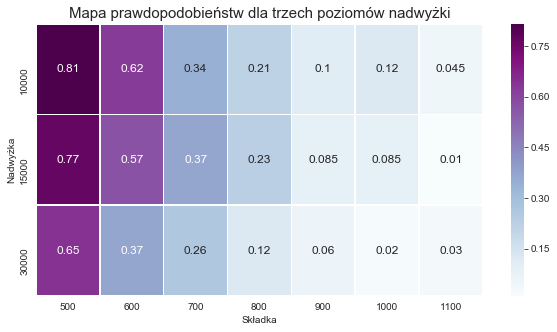 Mapa prawdopodobieństw dla trzech poziomów nadwyżki
Nadwyżka
10000
0.81 0.62 0.34 0.21 0.1 0.12 0.045
15000
0.77 0.57 0.37 0.23 0.085 0.085 0.01
30000
0.65 0.37 0.26 0.12 0.06 0.02 0.03
500 600 700 800 900 1000 1100
Składka
0.75
0.60
0.45
0.30
0.15